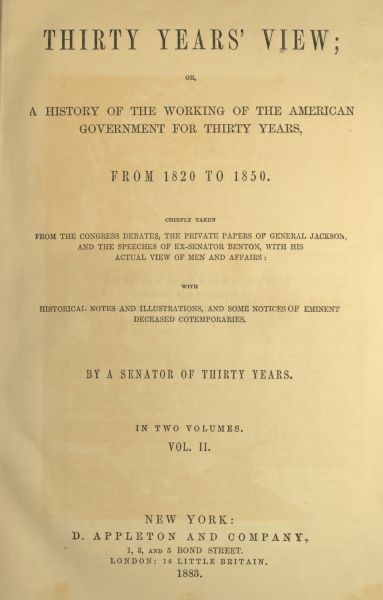 THIRTY YEARS' VIEW;
OR,
A HISTORY OF THE WORKING OF THE AMERICAN
GOVERNMENT FOR THIRTY YEARS,
FROM 1820 TO 1850.
CHIEFLY TAKEN
FROM THE CONGRESS DEBATES, THE PRIVATE PAPERS OF GENERAL JACKSON,
AND THE SPEECHES OF EX-SENATOR BENTON, WITH HIS
ACTUAL VIEW OF MEN AND AFFAIRS:
WITH
HISTORICAL NOTES AND ILLUSTRATIONS, AND SOME NOTICES OF EMINENT
DECEASED COTEMPORARIES.
BY A SENATOR OF THIRTY YEARS.
IN TWO VOLUMES.
VOL. II.
NEW YORK:
D. APPLETON AND COMPANY,
1, 3, AND 5 BOND STREET.
LONDON: 16 LITTLE BRITAIN.
1883.